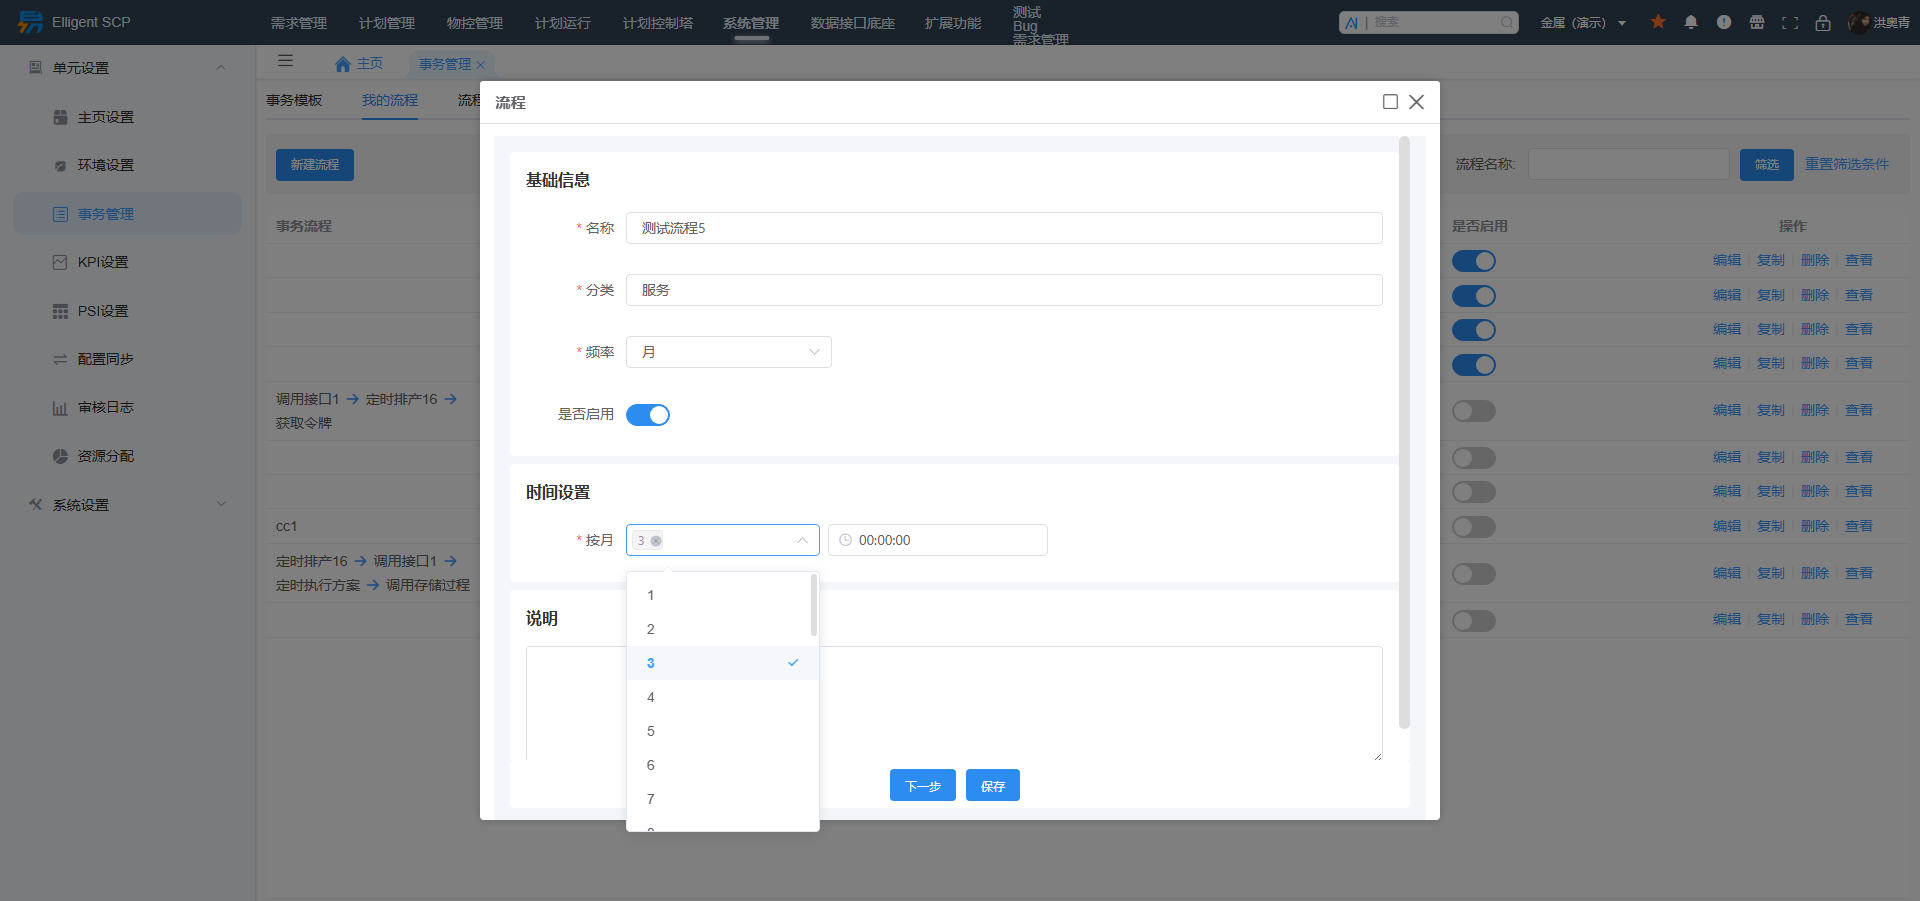 Elligent SCP
需求管理
计划管理
物控管理
计划运行
计划控制塔
系统管理
数据接口底座
扩展功能
测试
Bug
需求管理
AI | 搜索
金属（演示）
洪奥青
单元设置
主页设置
环境设置
事务管理
KPI设置
PSI设置
配置同步
审核日志
资源分配
系统设置
主页
事务管理
事务模板
我的流程
新建流程
流程名称:
筛选
重置筛选条件
事务流程
是否启用
操作
编辑 复制 删除 查看
编辑 复制 删除 查看
编辑 复制 删除 查看
编辑 复制 删除 查看
调用接口1 → 定时排产16 →
获取令牌
编辑 复制 删除 查看
编辑 复制 删除 查看
编辑 复制 删除 查看
cc1
编辑 复制 删除 查看
定时排产16 → 调用接口1 →
定时执行方案 → 调用存储过程
编辑 复制 删除 查看
编辑 复制 删除 查看
流程
基础信息
* 名称
测试流程5
* 分类
服务
* 频率
月
是否启用
时间设置
* 按月
3
00:00:00
1
2
3
4
5
6
7
说明
下一步
保存